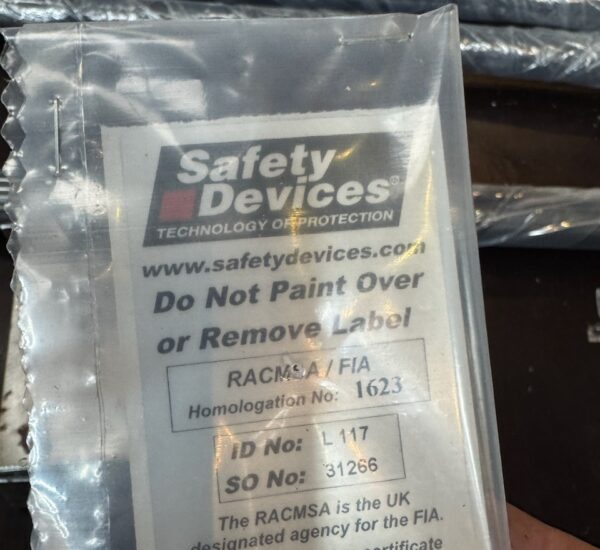 Safety
Devices®
TECHNOLOGY OF PROTECTION
www.safetydevices.com
Do Not Paint Over
or Remove Label
RACMSA / FIA
Homologation No: 1623
ID No: L 117
SO No: 31266
The RACMSA is the UK
designated agency for the FIA.
certificate